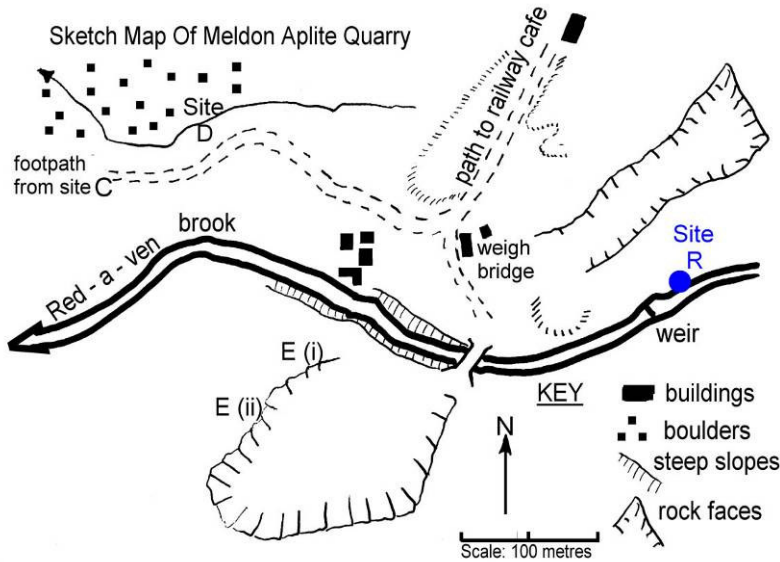 Sketch Map Of Meldon Aplite Quarry
path to railway cafe
Site
D
footpath
from site C
brook
Red - a - ven
weigh
bridge
Site
R
weir
E (i)
E (ii)
N
KEY
buildings
boulders
steep slopes
rock faces
Scale: 100 metres